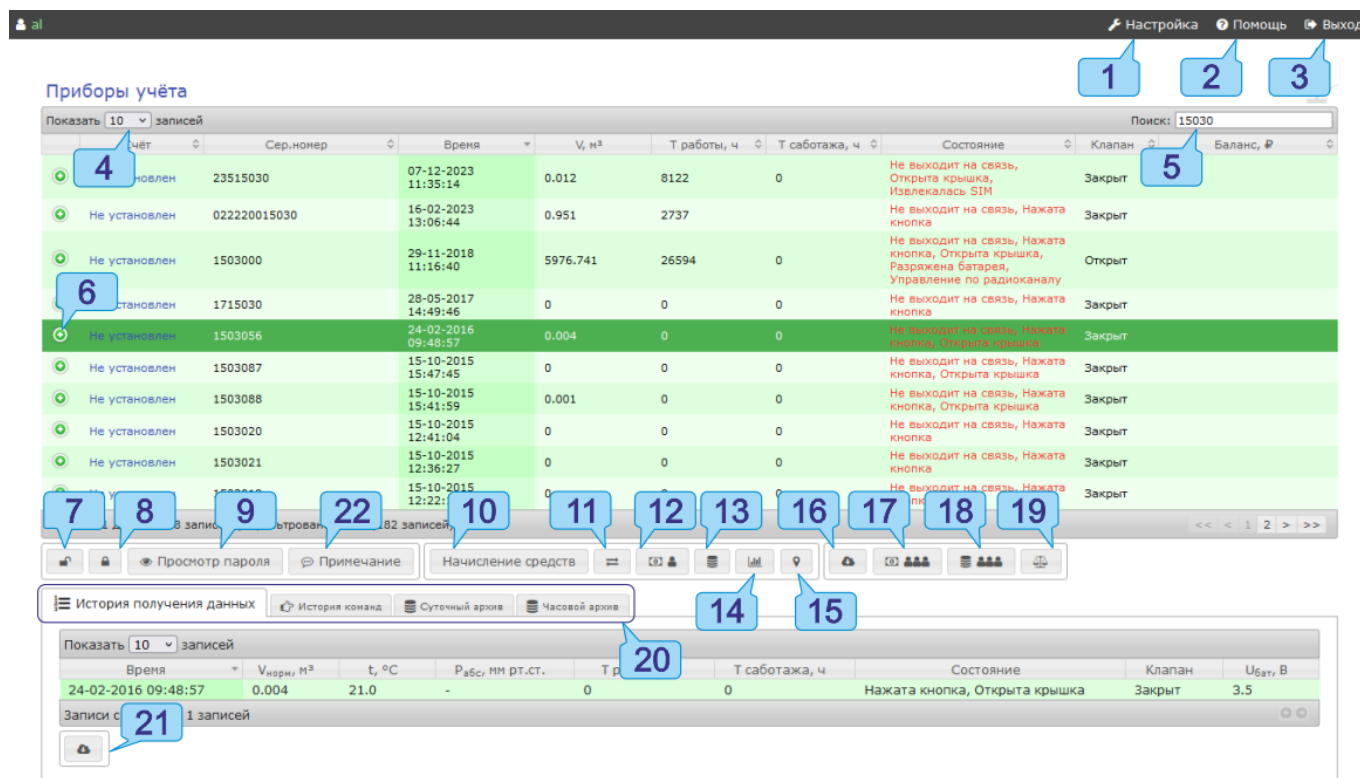 al Настройка Помощь Выход
1 2 3
Приборы учёта
Показать 10 записей Поиск: 15030
4 5
Сер.номер Время V, м³ T работы, ч T саботажа, ч Состояние Клапан Баланс, ₽
23515030 07-12-2023 11:35:14 0.012 8122 0 Не выходит на связь, Открыта крышка, Извлекалась SIM Закрыт
Не установлен 022220015030 16-02-2023 13:06:44 0.951 2737 Не выходит на связь, Нажата кнопка Закрыт
Не установлен 1503000 29-11-2018 11:16:40 5976.741 26594 0 Не выходит на связь, Нажата кнопка, Открыта крышка, Разряжена батарея, Управление по радиоканалу Открыт
6
1715030 28-05-2017 14:49:46 0 0 0 Не выходит на связь, Нажата кнопка Закрыт
Не установлен 1503056 24-02-2016 09:48:57 0.004 0 0 Не выходит на связь, Нажата кнопка, Открыта крышка Закрыт
Не установлен 1503087 15-10-2015 15:47:45 0 0 0 Не выходит на связь, Нажата кнопка, Открыта крышка Закрыт
Не установлен 1503088 15-10-2015 15:41:59 0.001 0 0 Не выходит на связь, Нажата кнопка, Открыта крышка Закрыт
Не установлен 1503020 15-10-2015 12:41:04 0 0 0 Не выходит на связь, Нажата кнопка Закрыт
Не установлен 1503021 15-10-2015 12:36:27 0 0 0 Не выходит на связь, Нажата кнопка Закрыт
15-10-2015 Не выходит на связь, Нажата Закрыт
7 8 9 22 10 11 12 13 16 17 18 19
82 записей << < 1 2 > >>
Просмотр пароля Примечание Начисление средств
14 15
История получения данных История команд Суточный архив Часовой архив
20
Показать 10 записей
Время Vнорм, м³ t, °C Pабс, мм рт.ст. T саботажа, ч Состояние Клапан Uбат, В
24-02-2016 09:48:57 0.004 21.0 - 0 0 Нажата кнопка, Открыта крышка Закрыт 3.5
Записи с 1 записей
21